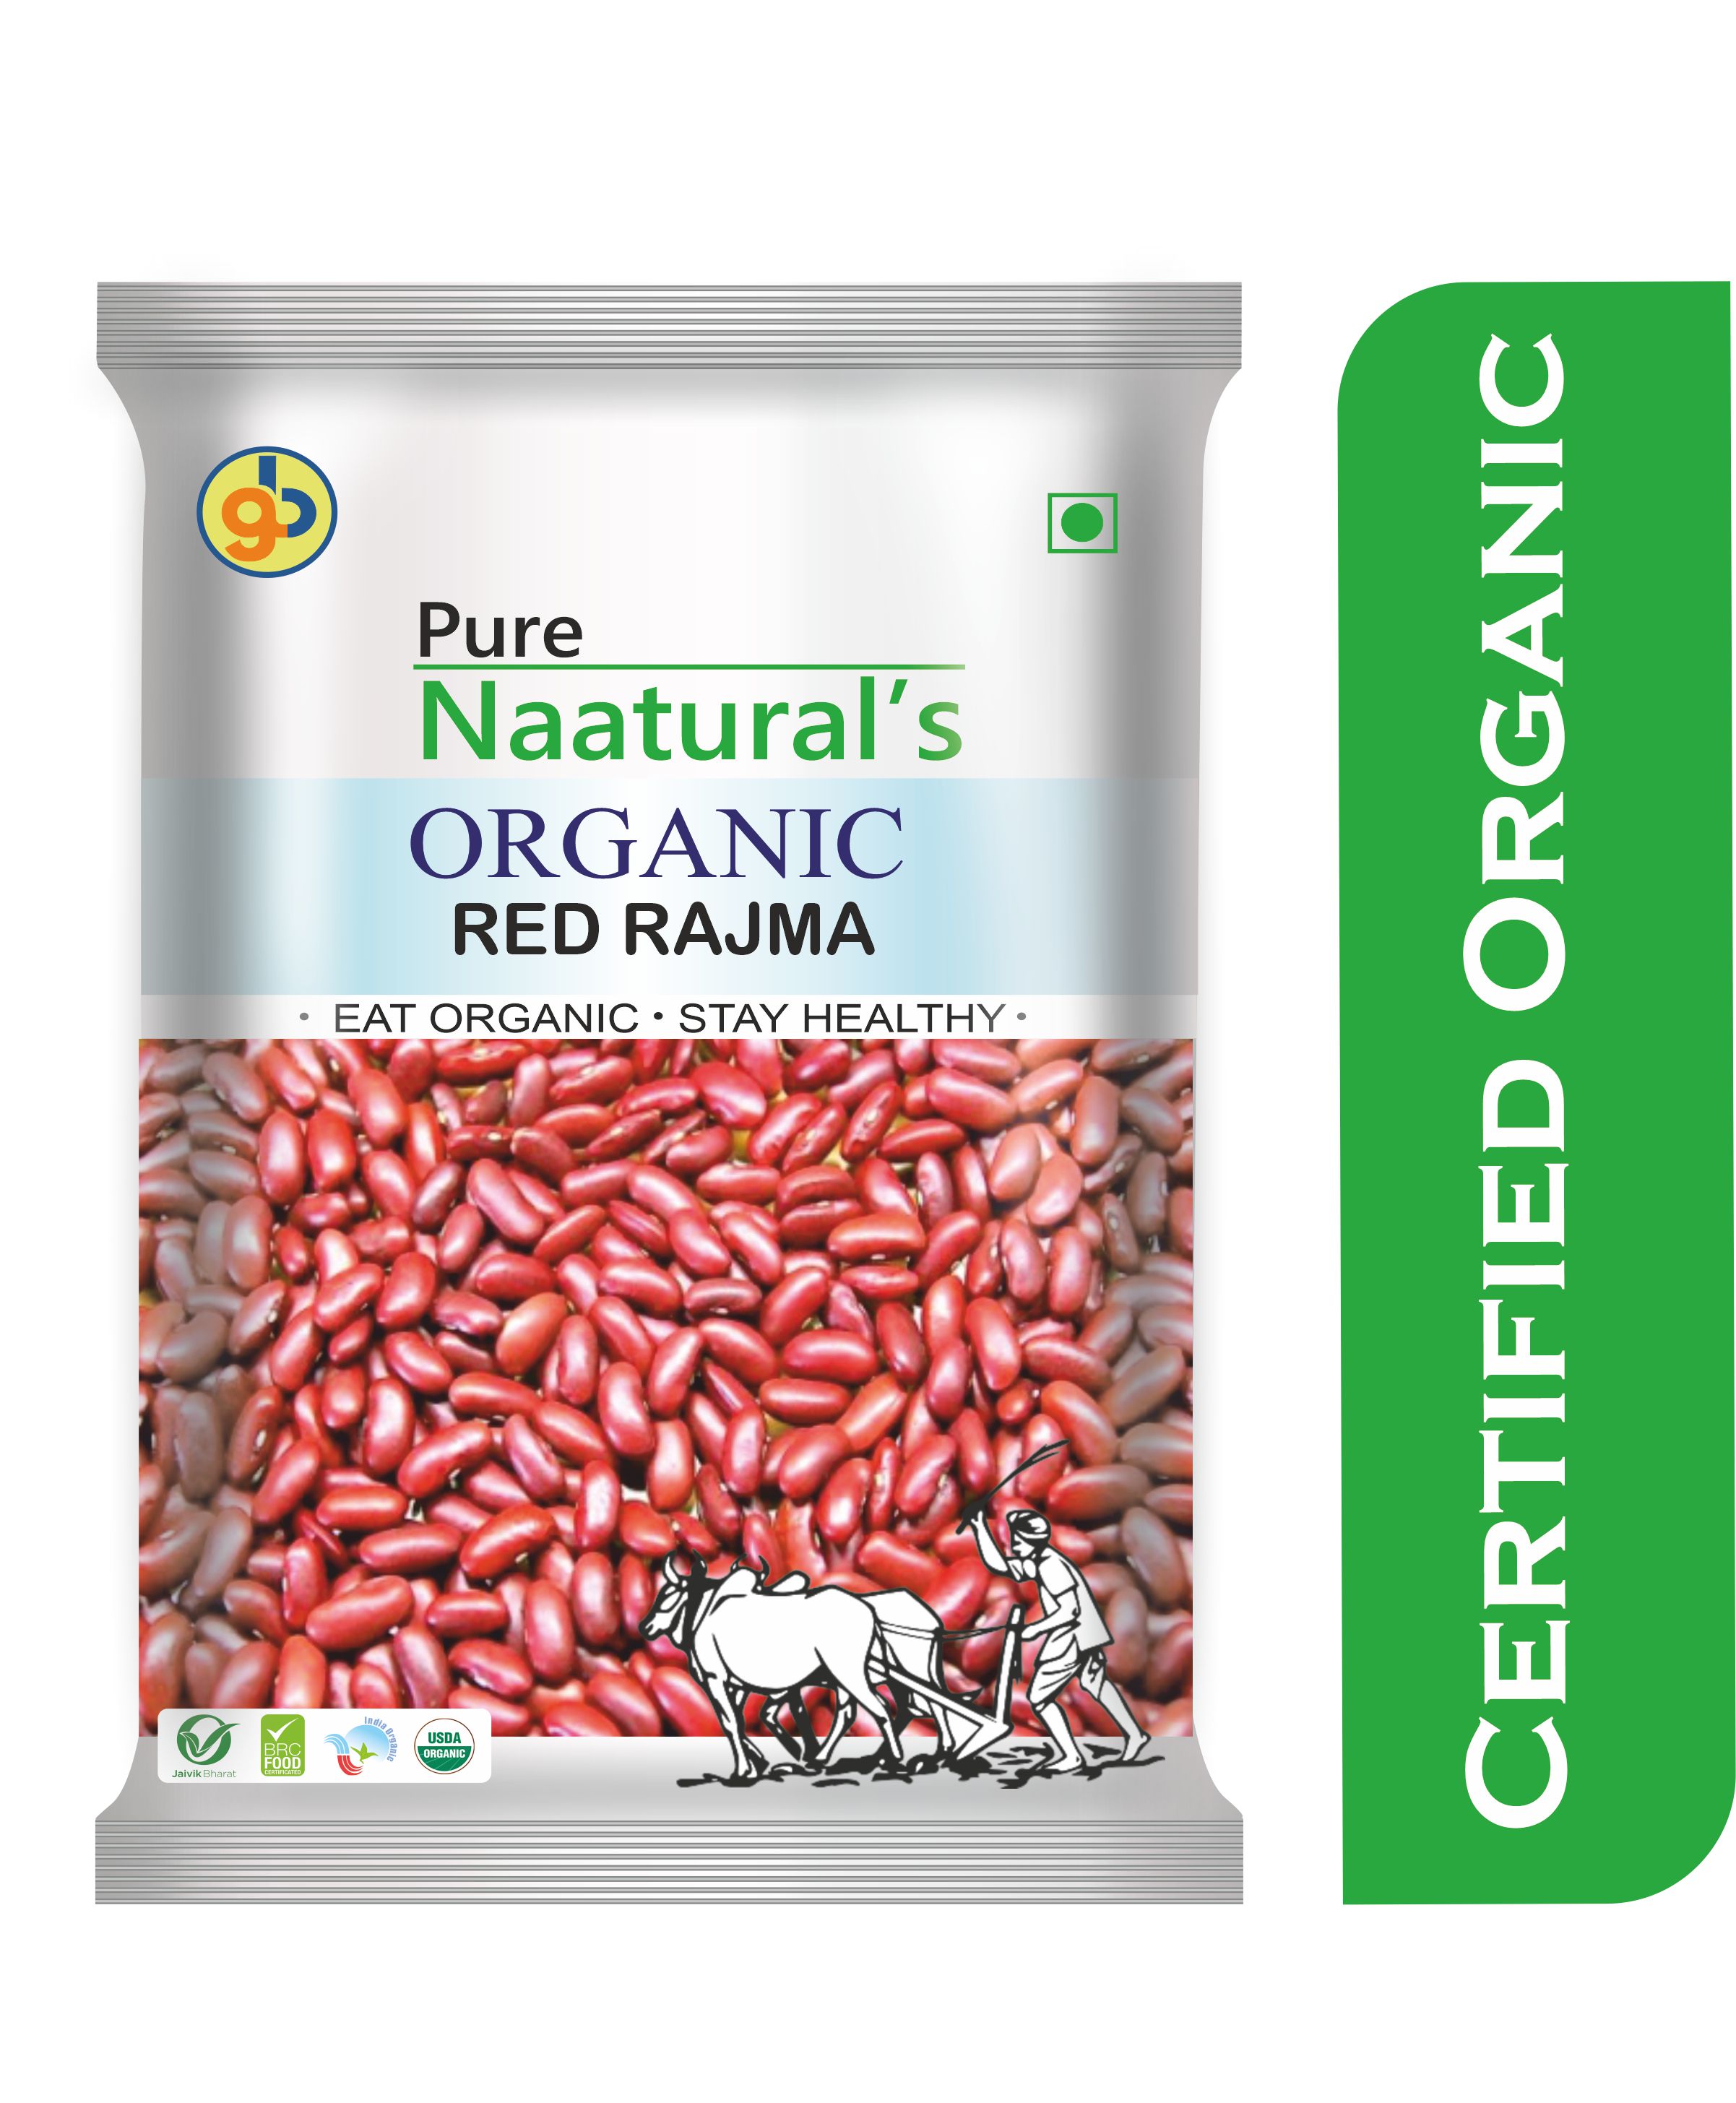 gb
Pure
Naatural's
ORGANIC
RED RAJMA
• EAT ORGANIC • STAY HEALTHY •
Jaivik Bharat
BRC
FOOD
CERTIFICATED
India Organic
USDA
ORGANIC
CERTIFIED ORGANIC